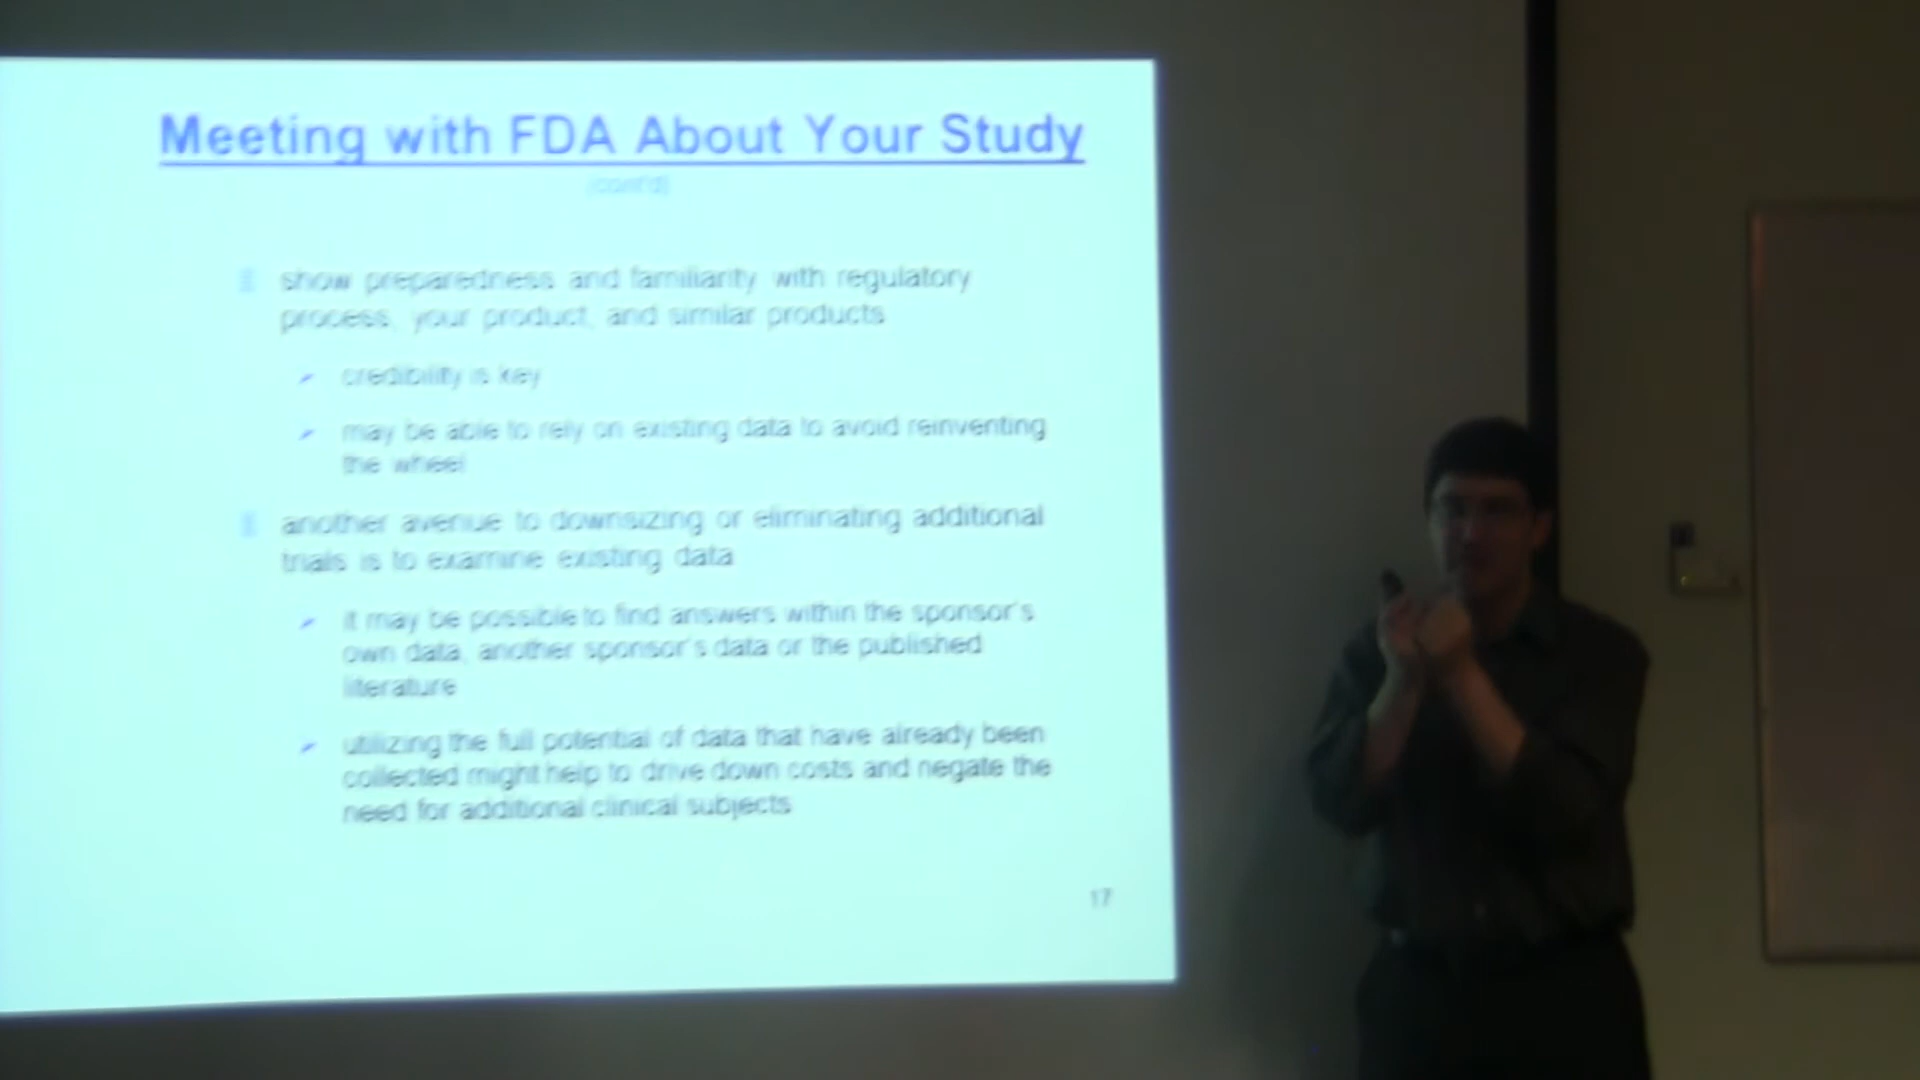 Meeting with FDA About Your Study
(cont'd)
show preparedness and familiarity with regulatory
process, your product, and similar products
credibility is key
may be able to rely on existing data to avoid reinventing
the wheel
another avenue to downsizing or eliminating additional
trials is to examine existing data
it may be possible to find answers within the sponsor's
own data, another sponsor's data or the published
literature
utilizing the full potential of data that have already been
collected might help to drive down costs and negate the
need for additional clinical subjects
17